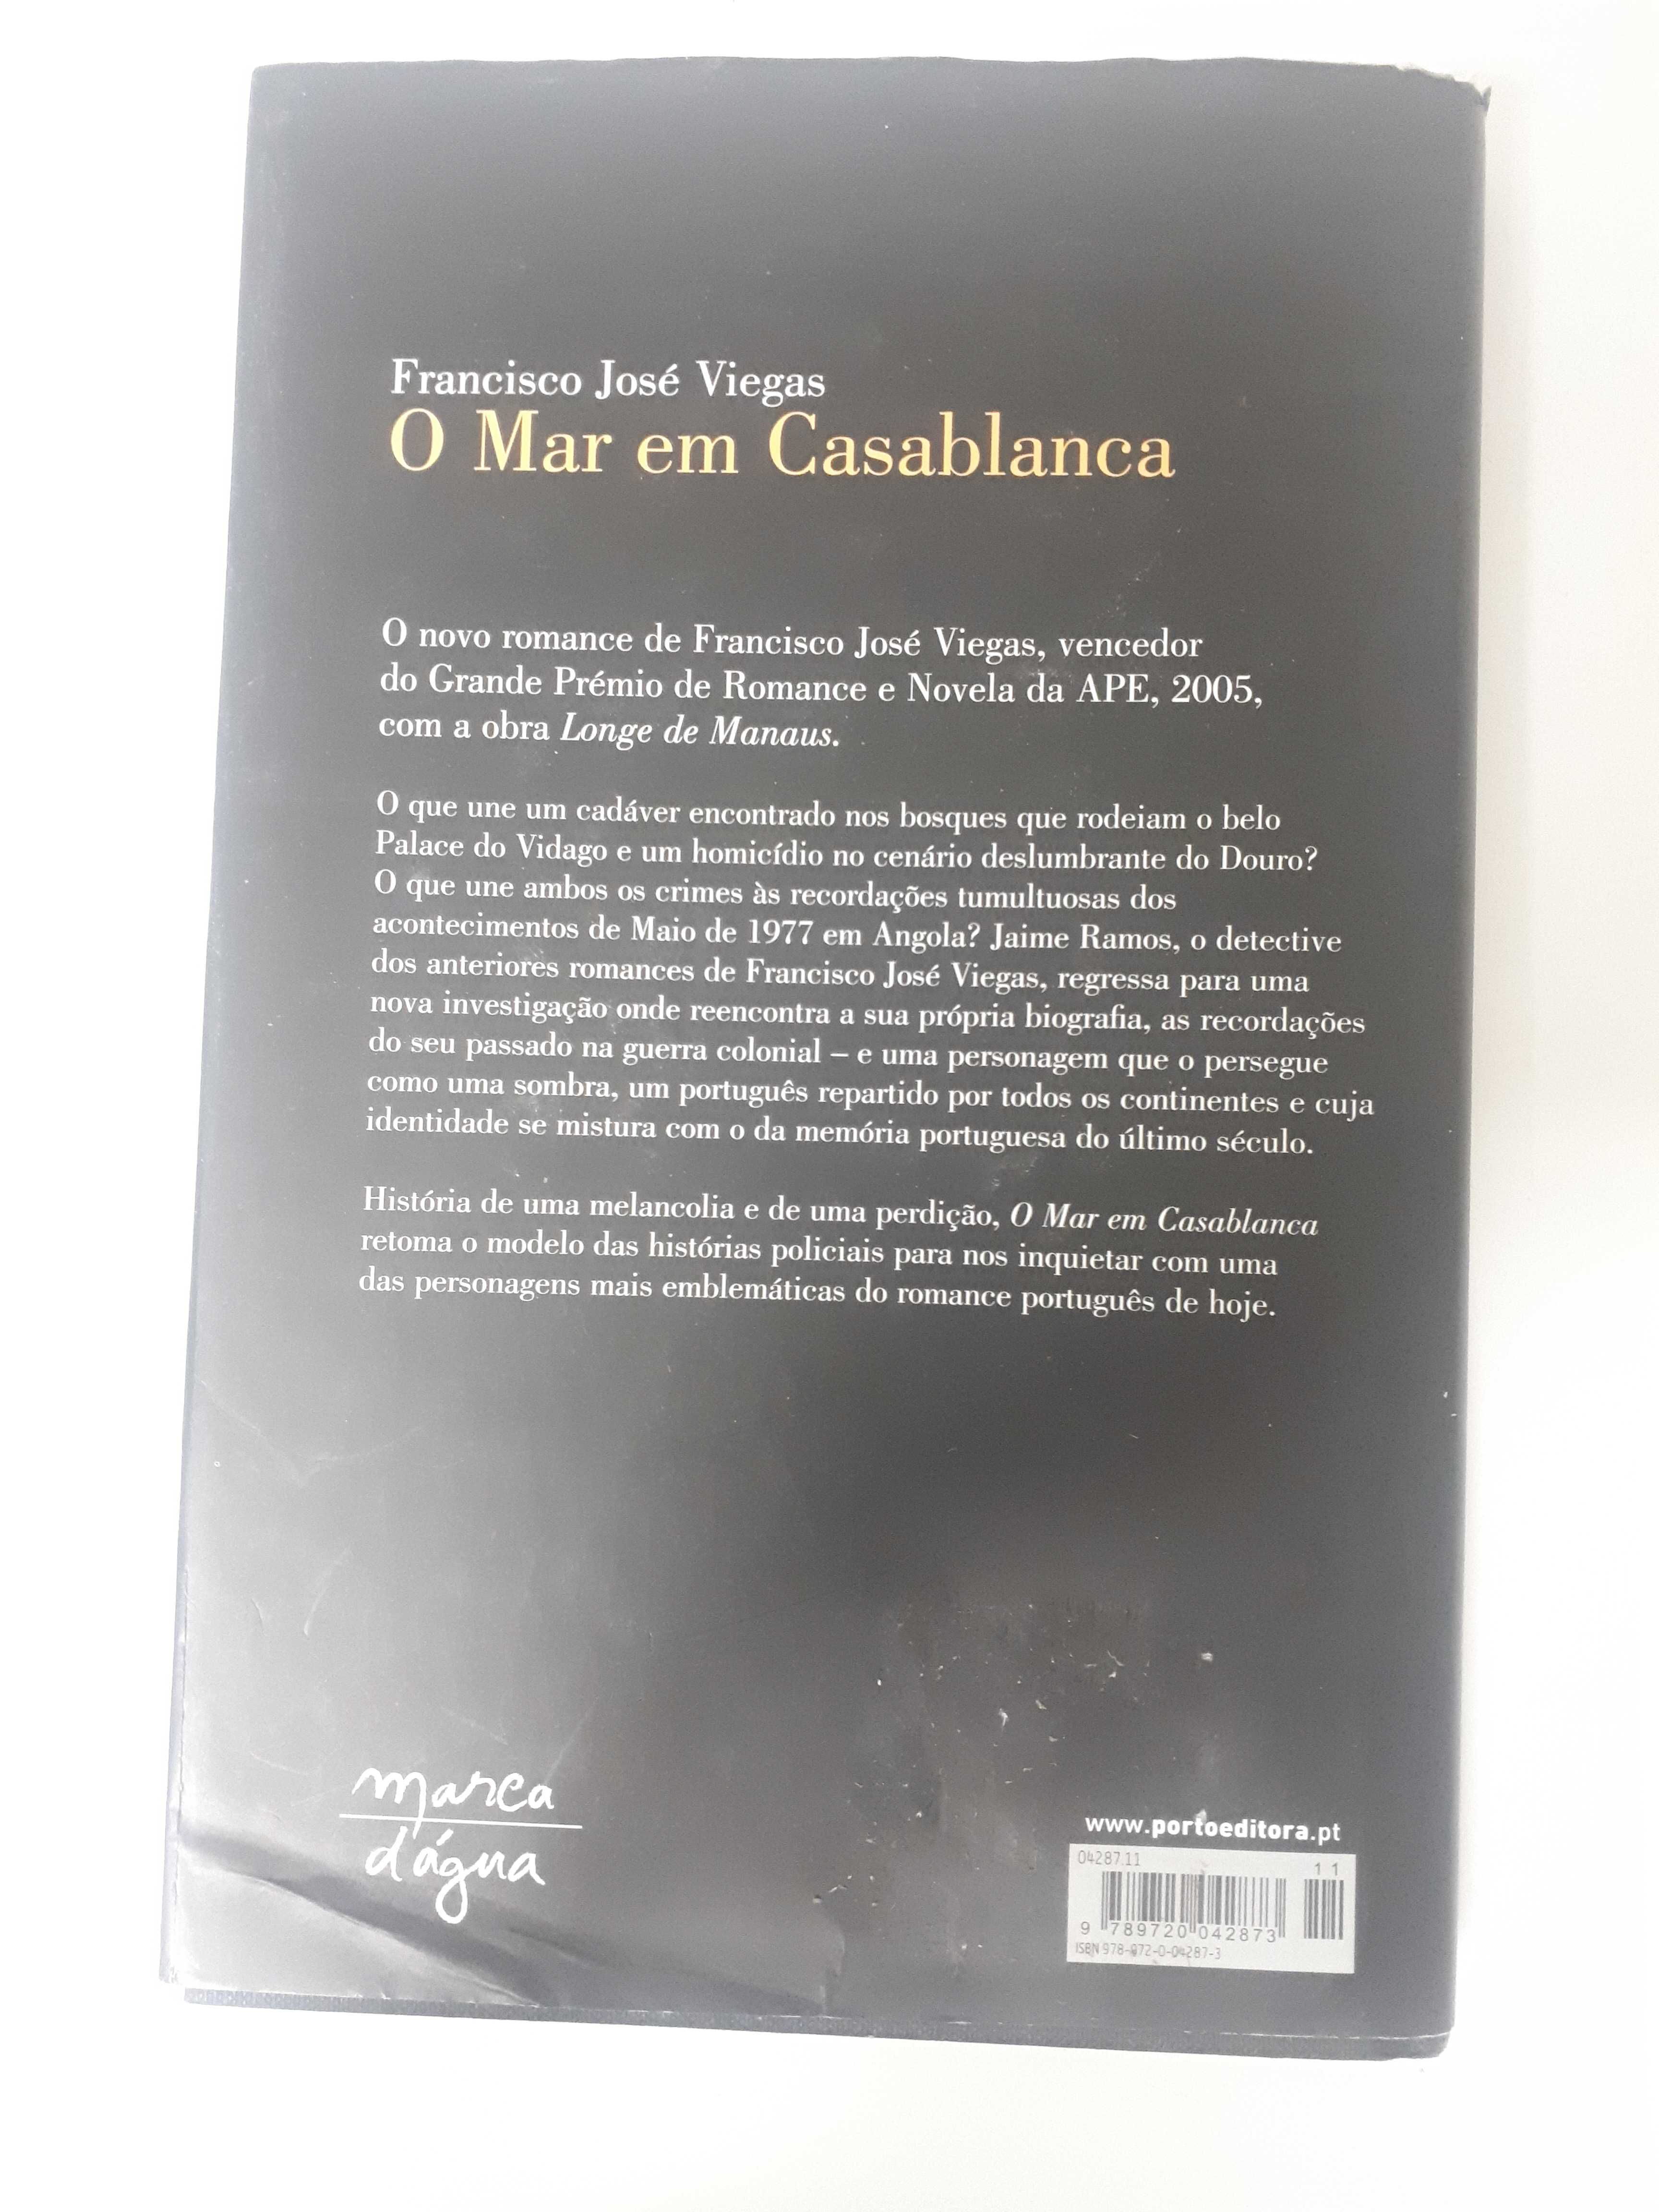 Francisco José Viegas
O Mar em Casablanca
O novo romance de Francisco José Viegas, vencedor
do Grande Prémio de Romance e Novela da APE, 2005,
com a obra Longe de Manaus.
O que une um cadáver encontrado nos bosques que rodeiam o belo
Palace do Vidago e um homicídio no cenário deslumbrante do Douro?
O que une ambos os crimes às recordações tumultuosas dos
acontecimentos de Maio de 1977 em Angola? Jaime Ramos, o detective
dos anteriores romances de Francisco José Viegas, regressa para uma
nova investigação onde reencontra a sua própria biografia, as recordações
do seu passado na guerra colonial – e uma personagem que o persegue
como uma sombra, um português repartido por todos os continentes e cuja
identidade se mistura com o da memória portuguesa do último século.
História de uma melancolia e de uma perdição, O Mar em Casablanca
retoma o modelo das histórias policiais para nos inquietar com uma
das personagens mais emblemáticas do romance português de hoje.
marca
d'água
www.portoeditora.pt
04287.11
11
9 789720 042873
ISBN 978-972-0-04287-3